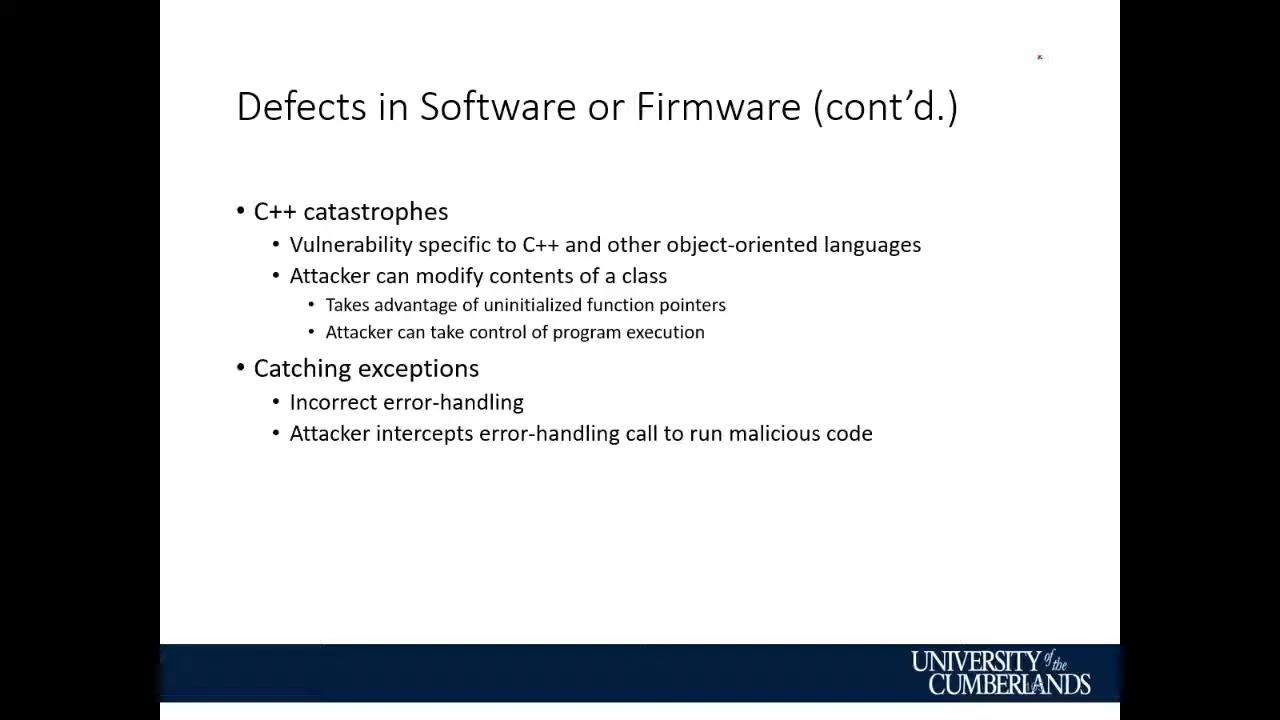 Defects in Software or Firmware (cont’d.)
• C++ catastrophes
• Vulnerability specific to C++ and other object-oriented languages
• Attacker can modify contents of a class
• Takes advantage of uninitialized function pointers
• Attacker can take control of program execution
• Catching exceptions
• Incorrect error-handling
• Attacker intercepts error-handling call to run malicious code
UNIVERSITY of the
CUMBERLANDS